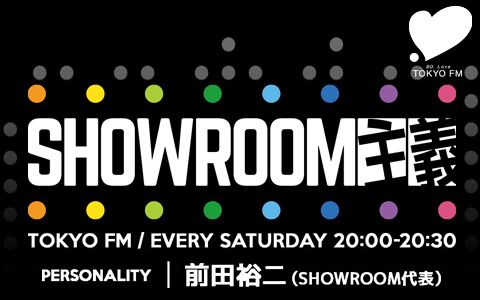 80. Love
TOKYO FM
SHOWROOM主義
TOKYO FM / EVERY SATURDAY 20:00-20:30
PERSONALITY | 前田裕二 (SHOWROOM代表)